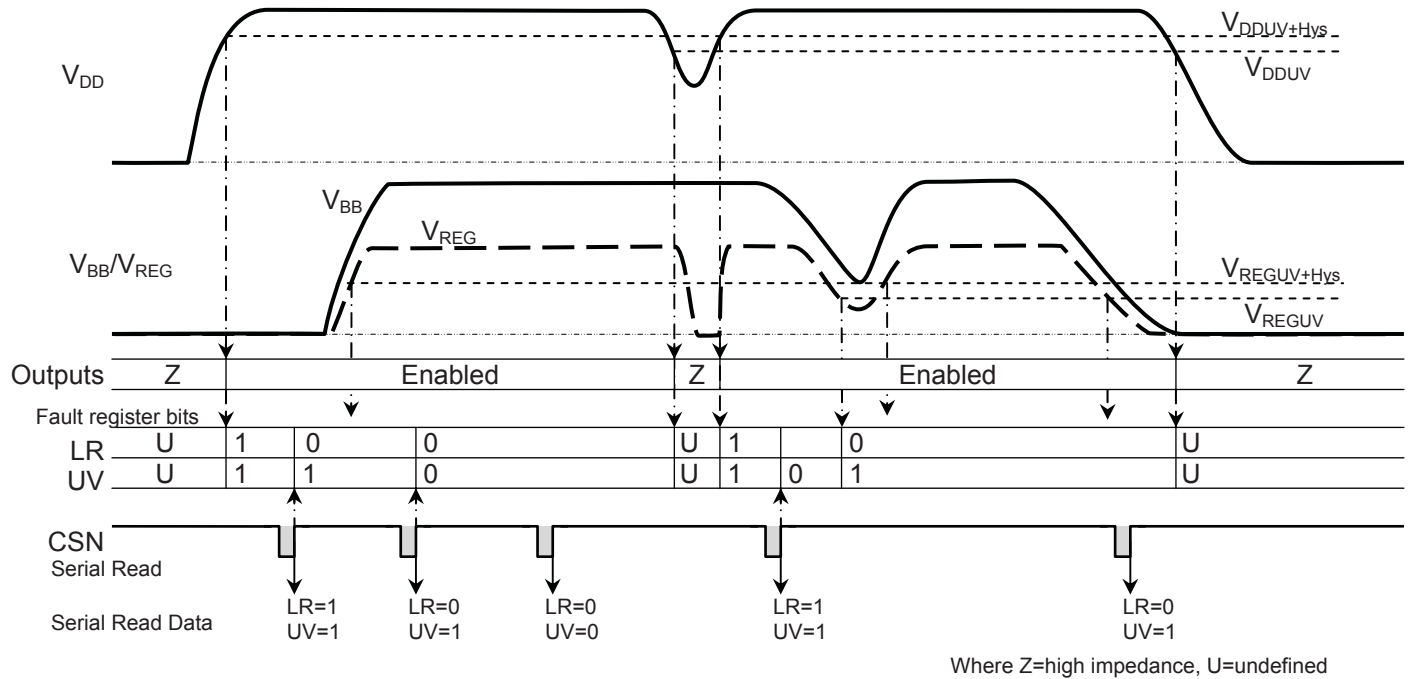 VDDUV+Hys
VDD
VDDUV
VBB
VREG
VBB/VREG
VREGUV+Hys
VREGUV
Outputs Z Enabled Z Enabled Z
Fault register bits
LR U 1 0 0 U 1 0 U
UV U 1 1 0 U 1 0 1 U
CSN
Serial Read
Serial Read Data
LR=1
UV=1
LR=0
UV=1
LR=0
UV=0
LR=1
UV=1
LR=0
UV=1
Where Z=high impedance, U=undefined